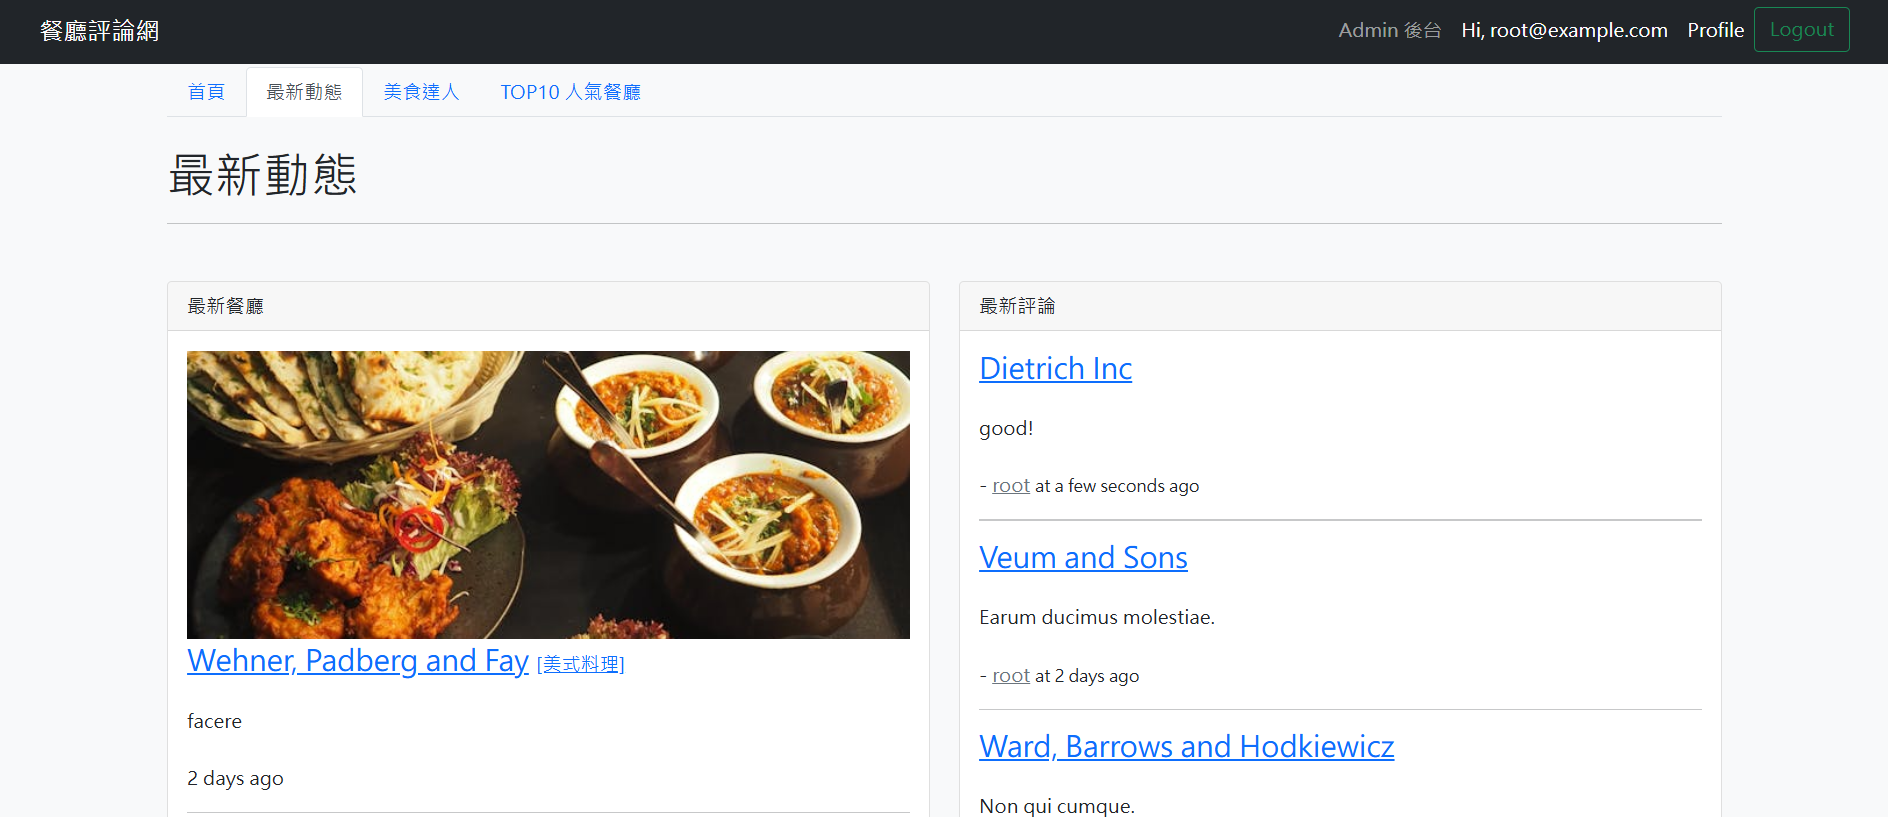 餐廳評論網
Admin 後台 Hi, root@example.com Profile Logout
首頁 最新動態 美食達人 TOP10 人氣餐廳
最新動態
最新餐廳
Wehner, Padberg and Fay [美式料理]
facere
2 days ago
最新評論
Dietrich Inc
good!
- root at a few seconds ago
Veum and Sons
Earum ducimus molestiae.
- root at 2 days ago
Ward, Barrows and Hodkiewicz
Non qui cumque.